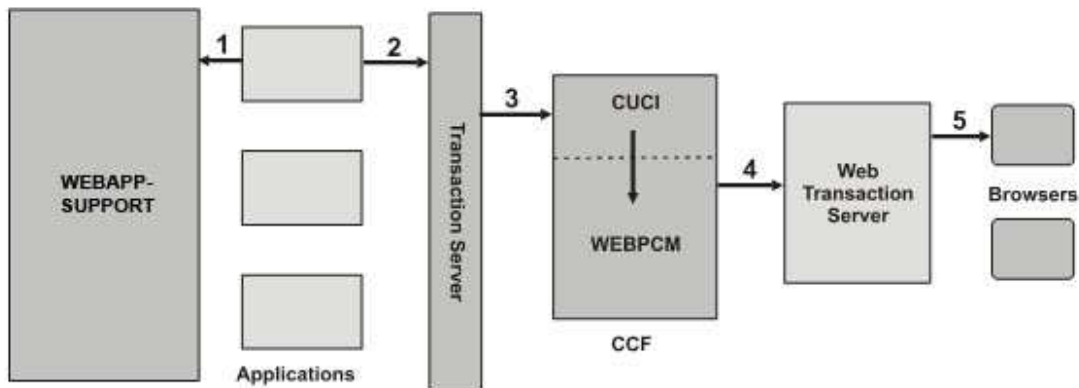 1
2
3
4
5
WEBAPP-
SUPPORT
Applications
Transaction Server
CUCI
WEBPCM
CCF
Web
Transaction
Server
Browsers